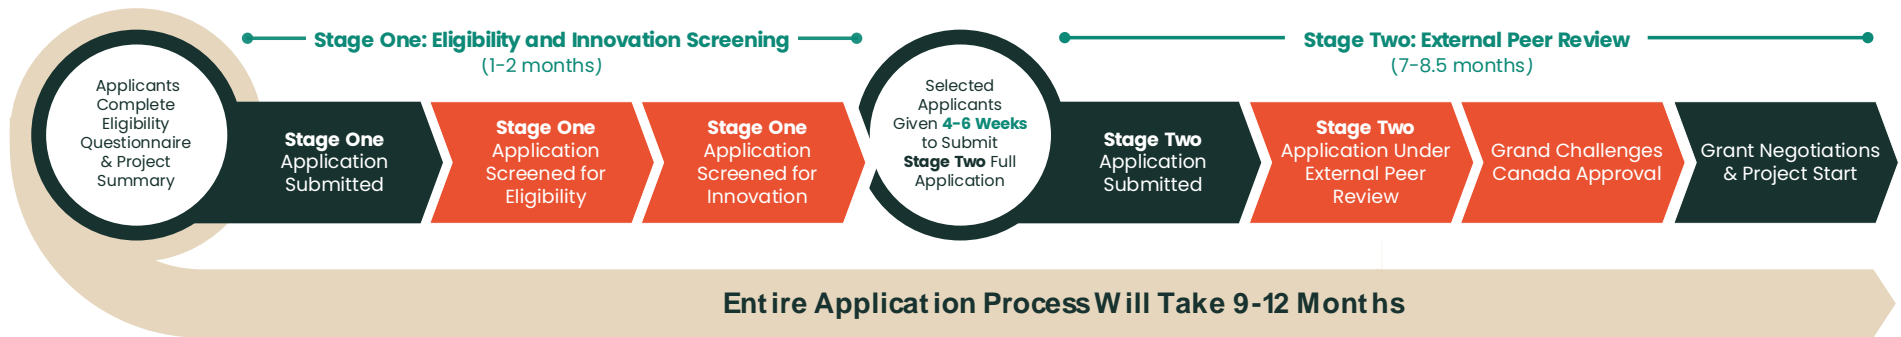 Stage One: Eligibility and Innovation Screening
(1-2 months)
Stage Two: External Peer Review
(7-8.5 months)
Applicants
Complete
Eligibility
Questionnaire
& Project
Summary
Stage One
Application
Submitted
Stage One
Application
Screened for
Eligibility
Stage One
Application
Screened for
Innovation
Selected
Applicants
Given 4-6 Weeks
to Submit
Stage Two Full
Application
Stage Two
Application
Submitted
Stage Two
Application Under
External Peer
Review
Grand Challenges
Canada Approval
Grant Negotiations
& Project Start
Entire Application Process Will Take 9-12 Months